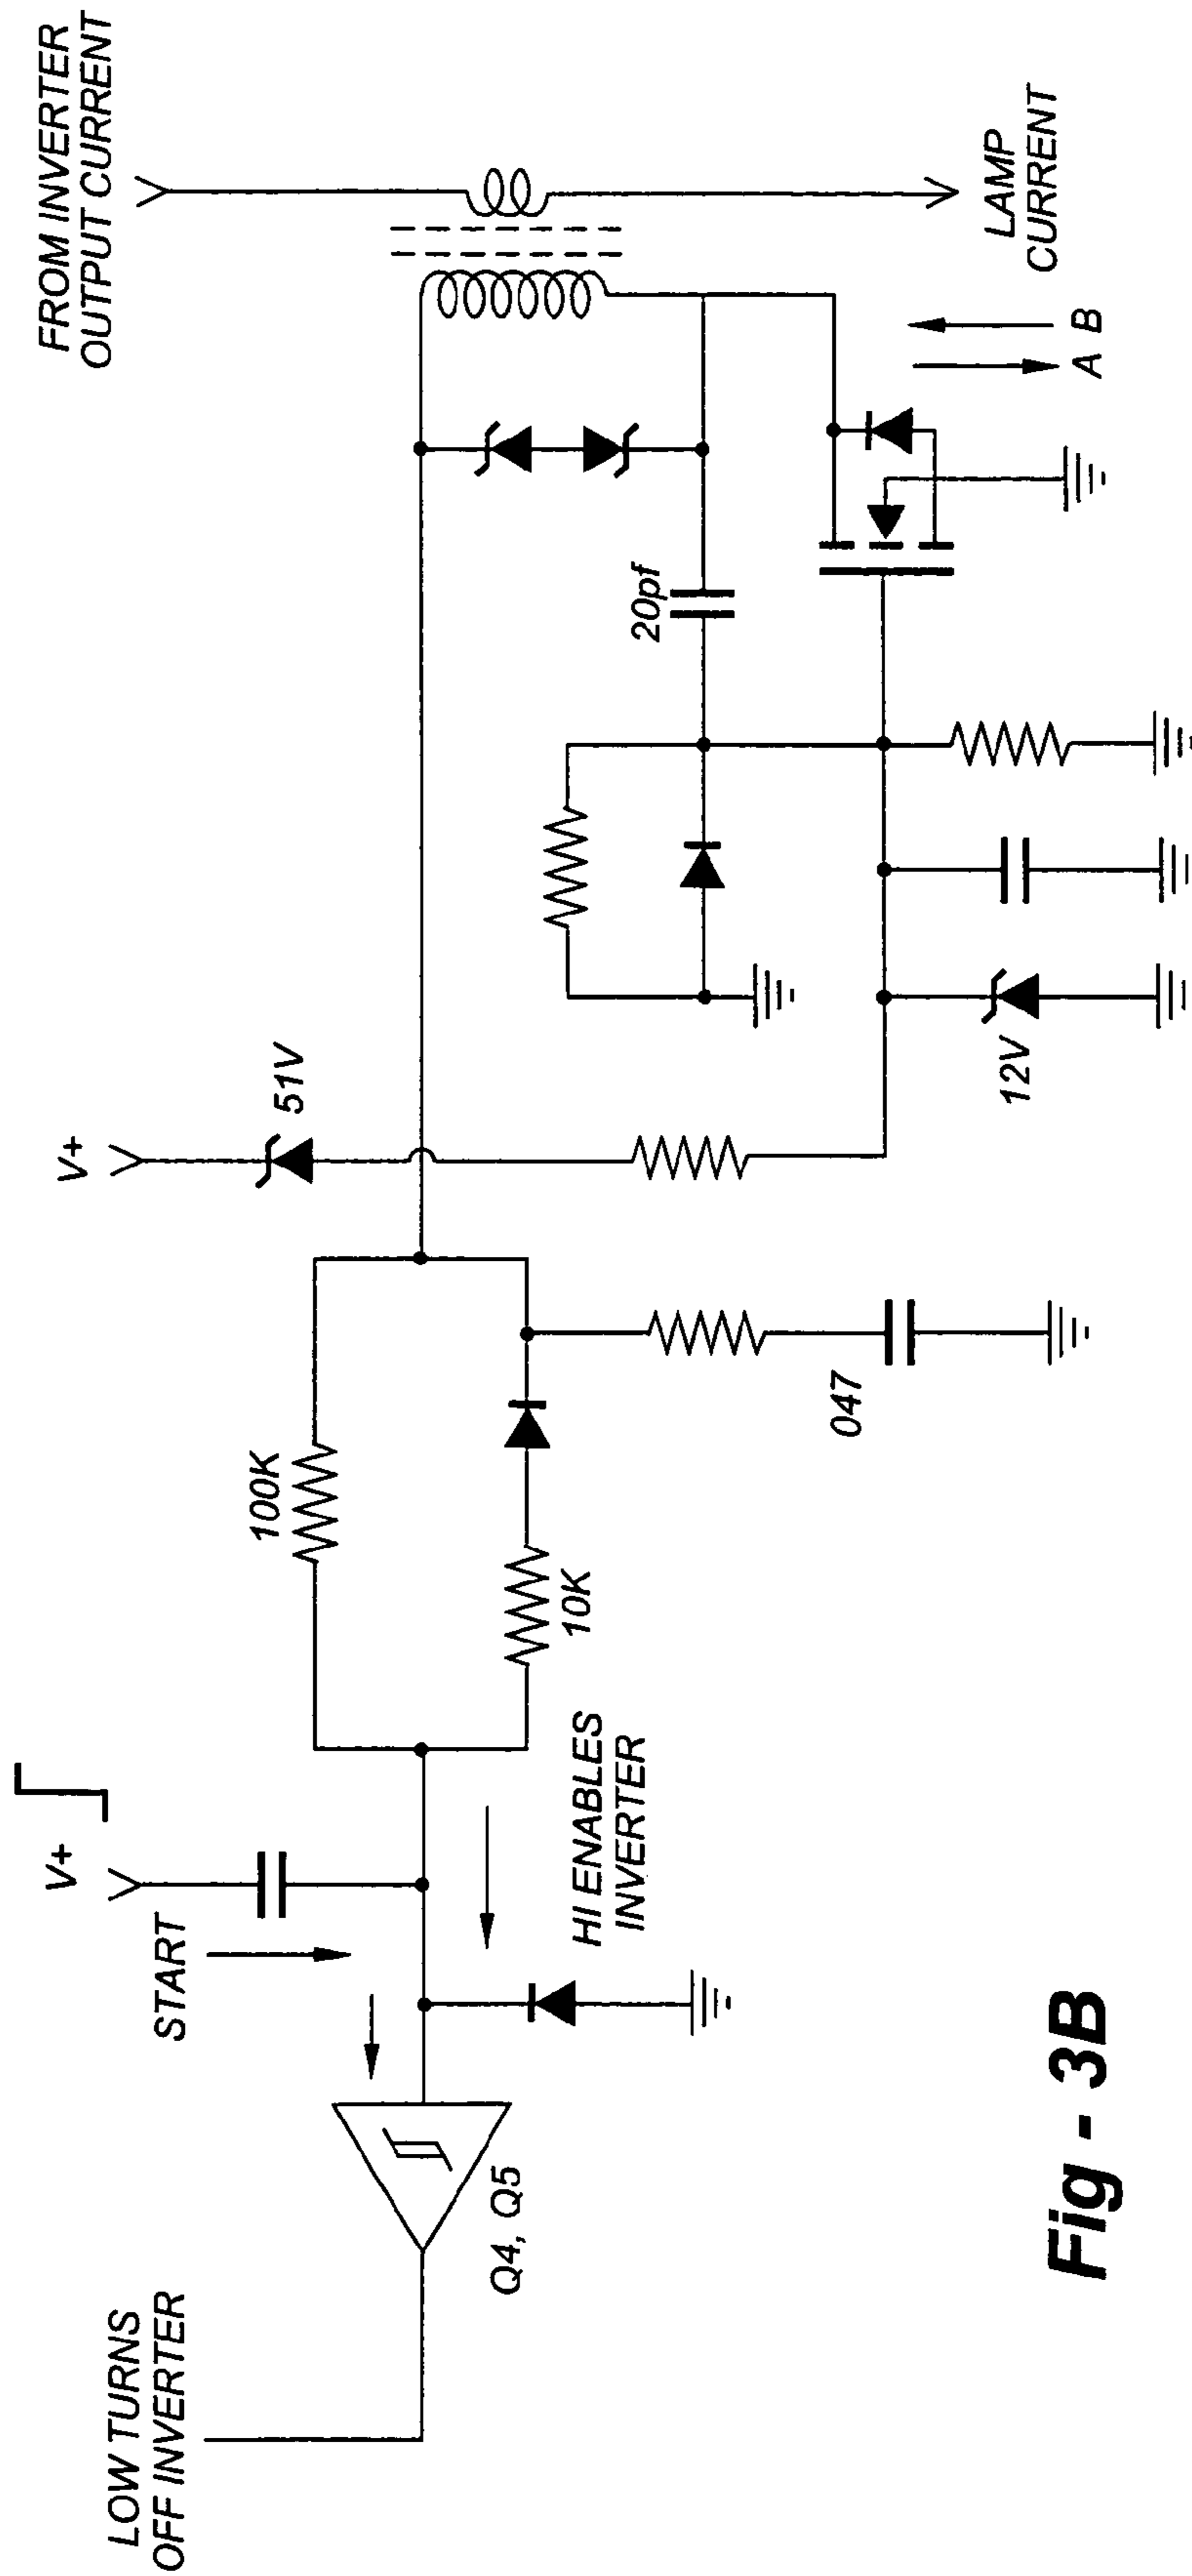 FROM INVERTER
OUTPUT CURRENT
LAMP
CURRENT
A
B
20pf
V+
51V
12V
100K
10K
047
V+
START
HI ENABLES
INVERTER
Q4, Q5
LOW TURNS
OFF INVERTER
Fig - 3B